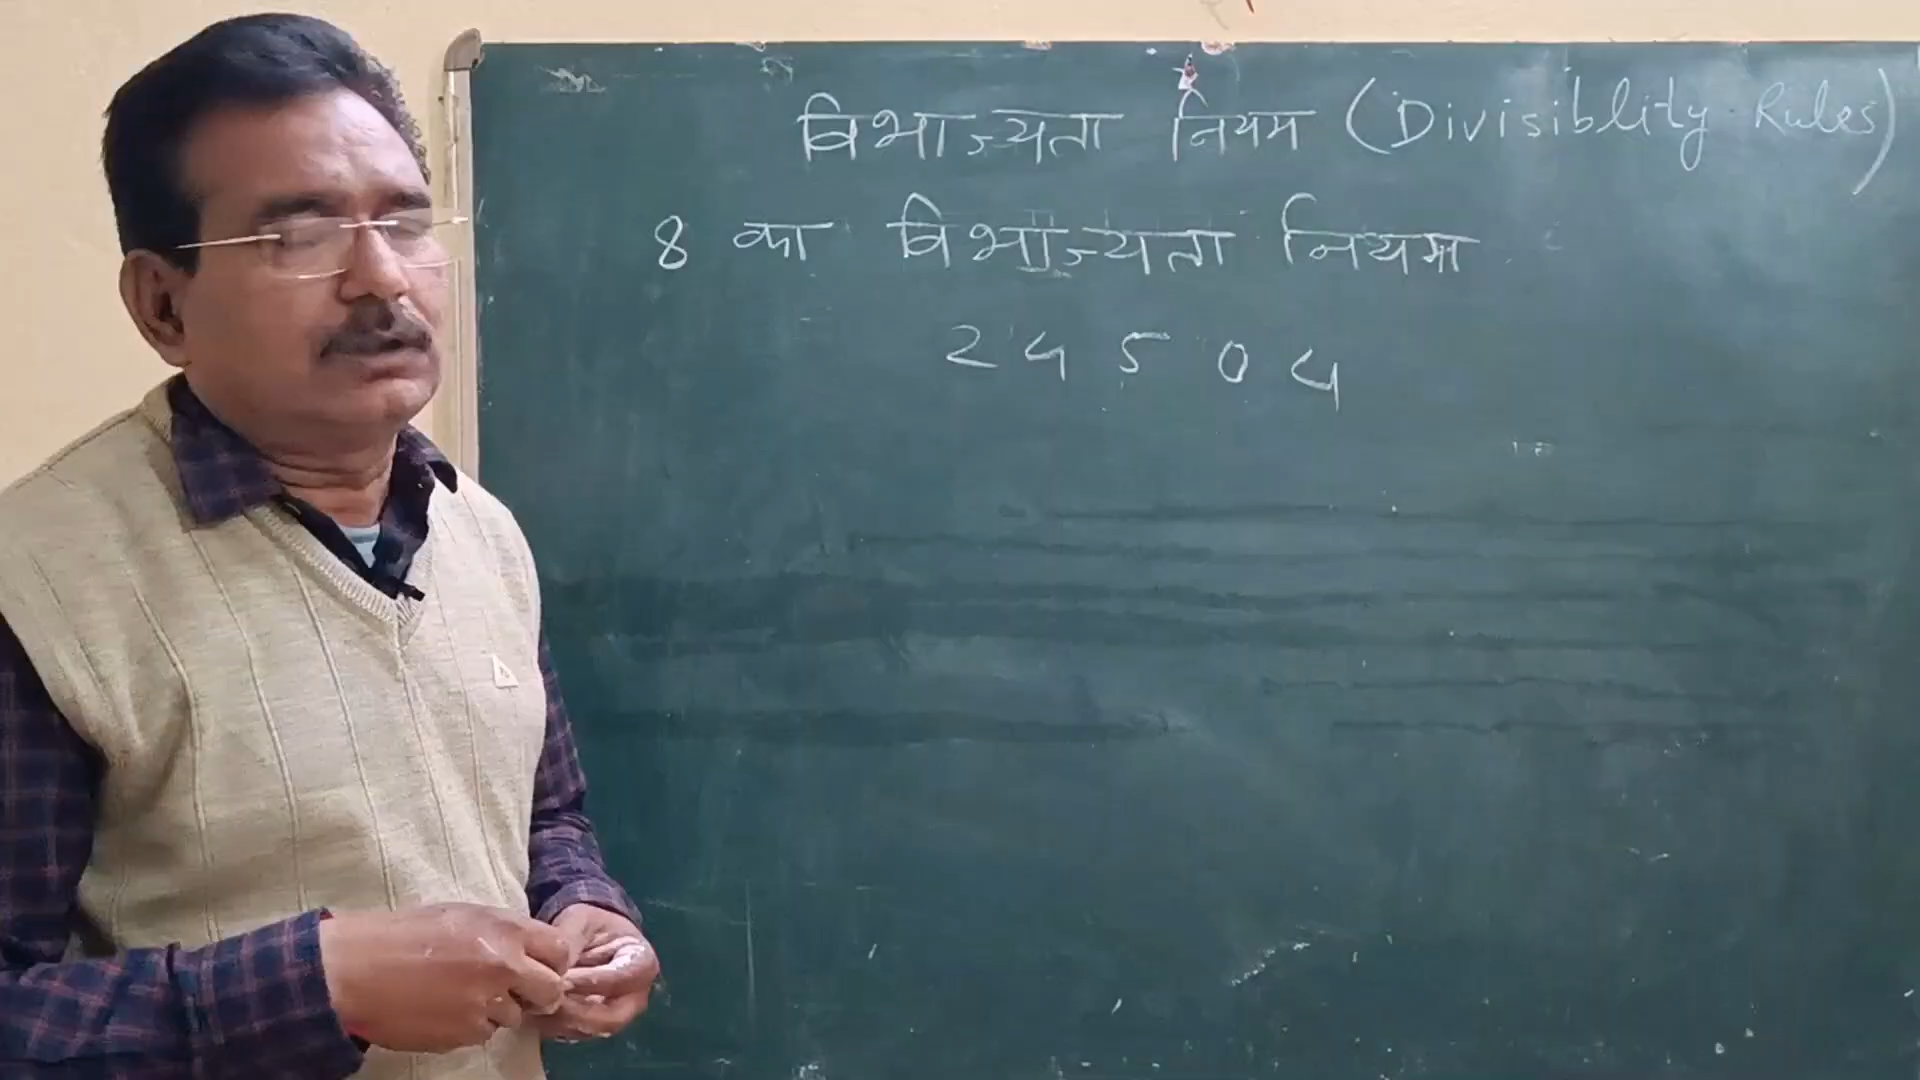 विभाज्यता नियम (Divisiblity Rules)
8 का विभाज्यता नियम
2 4 5 0 4